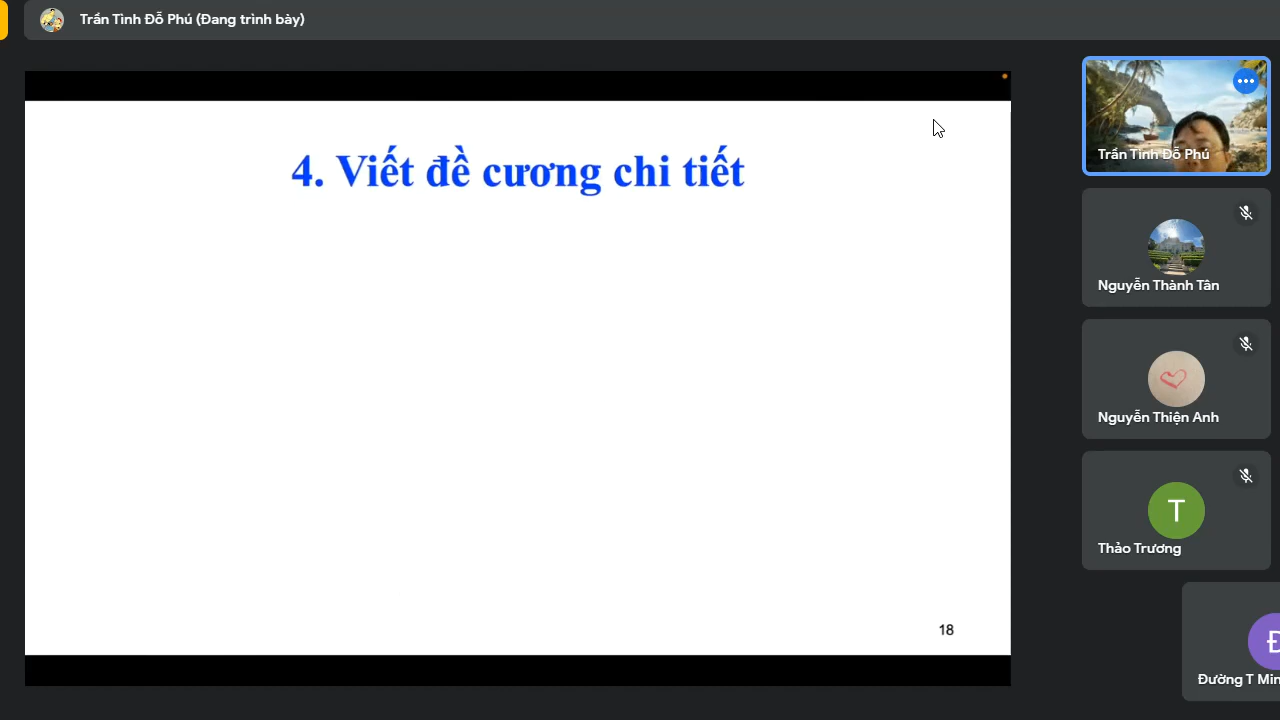 Trần Tình Đỗ Phú (Đang trình bày)
4. Viết đề cương chi tiết
18
Trần Tình Đỗ Phú
Nguyễn Thành Tân
Nguyễn Thiện Anh
T
Thảo Trương
Đường T Min